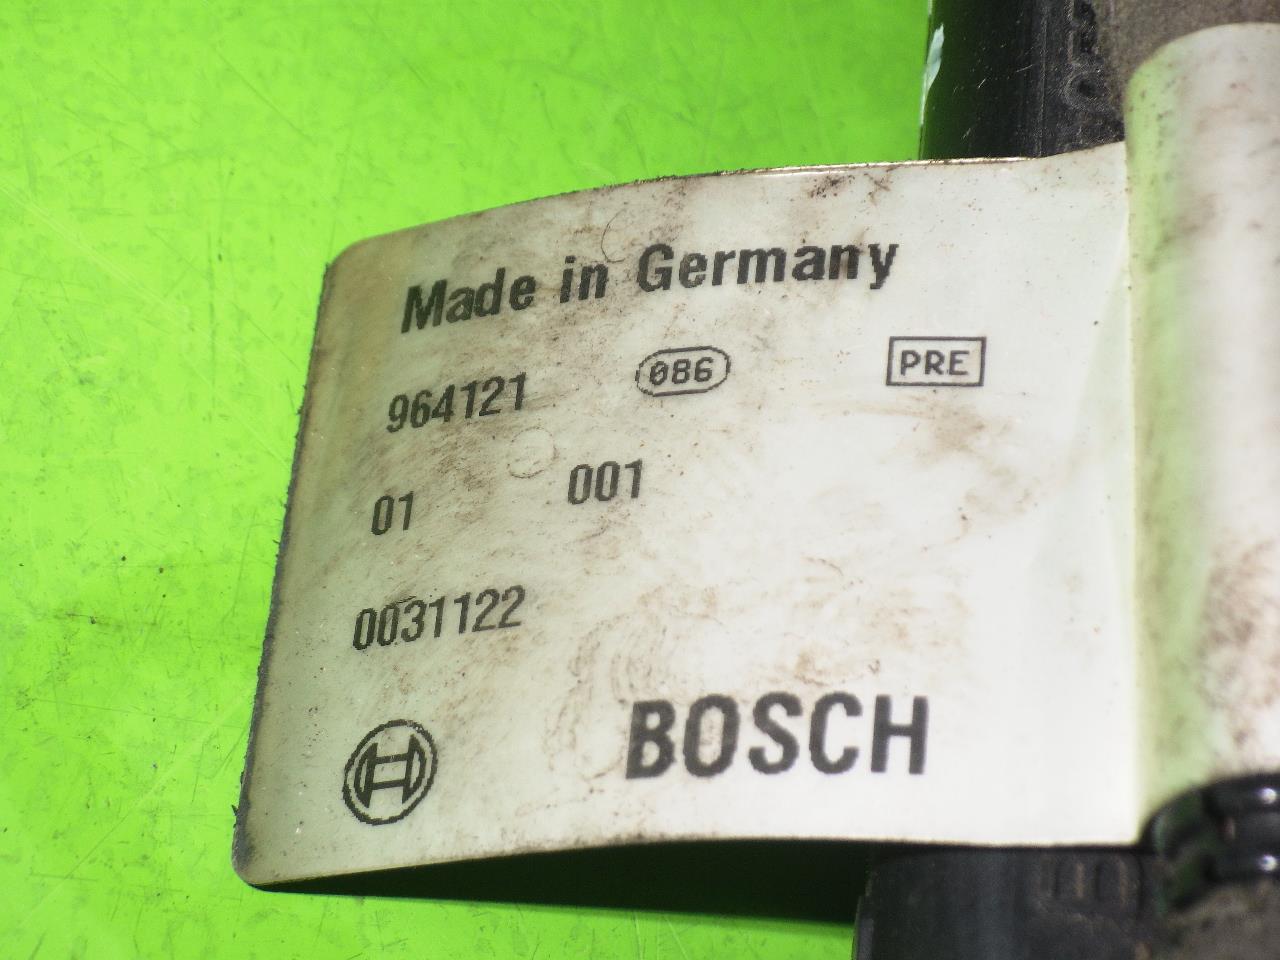 Made in Germany
964121 086 PRE
01 001
0031122
BOSCH